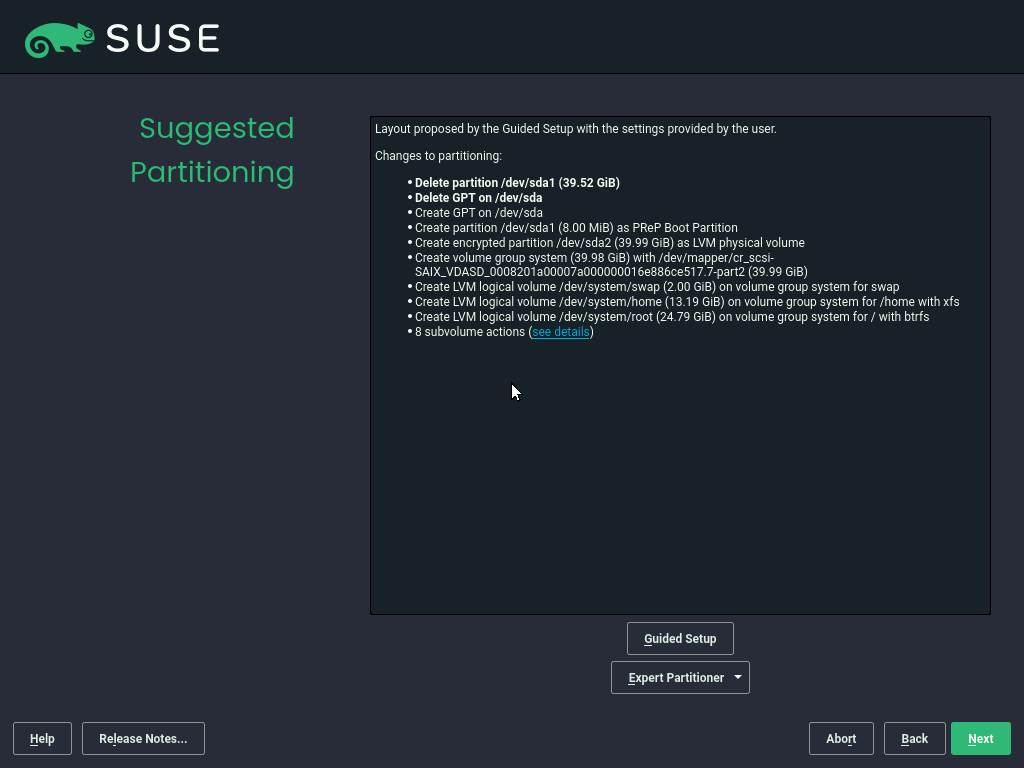 SUSE
Suggested
Partitioning
Layout proposed by the Guided Setup with the settings provided by the user.
Changes to partitioning:
• Delete partition /dev/sda1 (39.52 GiB)
• Delete GPT on /dev/sda
• Create GPT on /dev/sda
• Create partition /dev/sda1 (8.00 MiB) as PReP Boot Partition
• Create encrypted partition /dev/sda2 (39.99 GiB) as LVM physical volume
• Create volume group system (39.98 GiB) with /dev/mapper/cr_scsi-
SAIX_VDASD_0008201a00007a000000016e886ce517.7-part2 (39.99 GiB)
• Create LVM logical volume /dev/system/swap (2.00 GiB) on volume group system for swap
• Create LVM logical volume /dev/system/home (13.19 GiB) on volume group system for /home with xfs
• Create LVM logical volume /dev/system/root (24.79 GiB) on volume group system for / with btrfs
• 8 subvolume actions (see details)
Guided Setup
Expert Partitioner
Help
Release Notes...
Abort
Back
Next